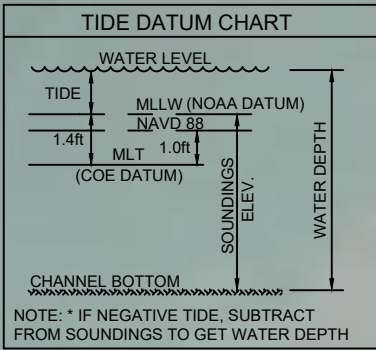 TIDE DATUM CHART
WATER LEVEL
TIDE
MLLW (NOAA DATUM)
NAVD 88
1.4ft
1.0ft
MLT
(COE DATUM)
SOUNDINGS
ELEV.
WATER DEPTH
CHANNEL BOTTOM
NOTE: * IF NEGATIVE TIDE, SUBTRACT
FROM SOUNDINGS TO GET WATER DEPTH